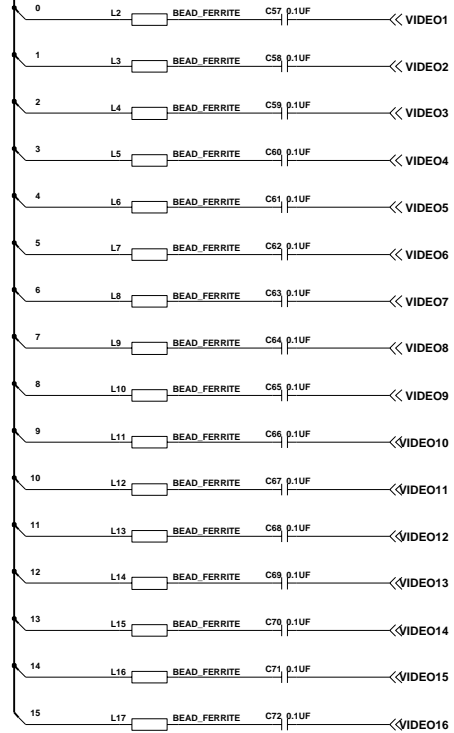 0 L2 BEAD_FERRITE C57 0.1UF VIDEO1
1 L3 BEAD_FERRITE C58 0.1UF VIDEO2
2 L4 BEAD_FERRITE C59 0.1UF VIDEO3
3 L5 BEAD_FERRITE C60 0.1UF VIDEO4
4 L6 BEAD_FERRITE C61 0.1UF VIDEO5
5 L7 BEAD_FERRITE C62 0.1UF VIDEO6
6 L8 BEAD_FERRITE C63 0.1UF VIDEO7
7 L9 BEAD_FERRITE C64 0.1UF VIDEO8
8 L10 BEAD_FERRITE C65 0.1UF VIDEO9
9 L11 BEAD_FERRITE C66 0.1UF VIDEO10
10 L12 BEAD_FERRITE C67 0.1UF VIDEO11
11 L13 BEAD_FERRITE C68 0.1UF VIDEO12
12 L14 BEAD_FERRITE C69 0.1UF VIDEO13
13 L15 BEAD_FERRITE C70 0.1UF VIDEO14
14 L16 BEAD_FERRITE C71 0.1UF VIDEO15
15 L17 BEAD_FERRITE C72 0.1UF VIDEO16